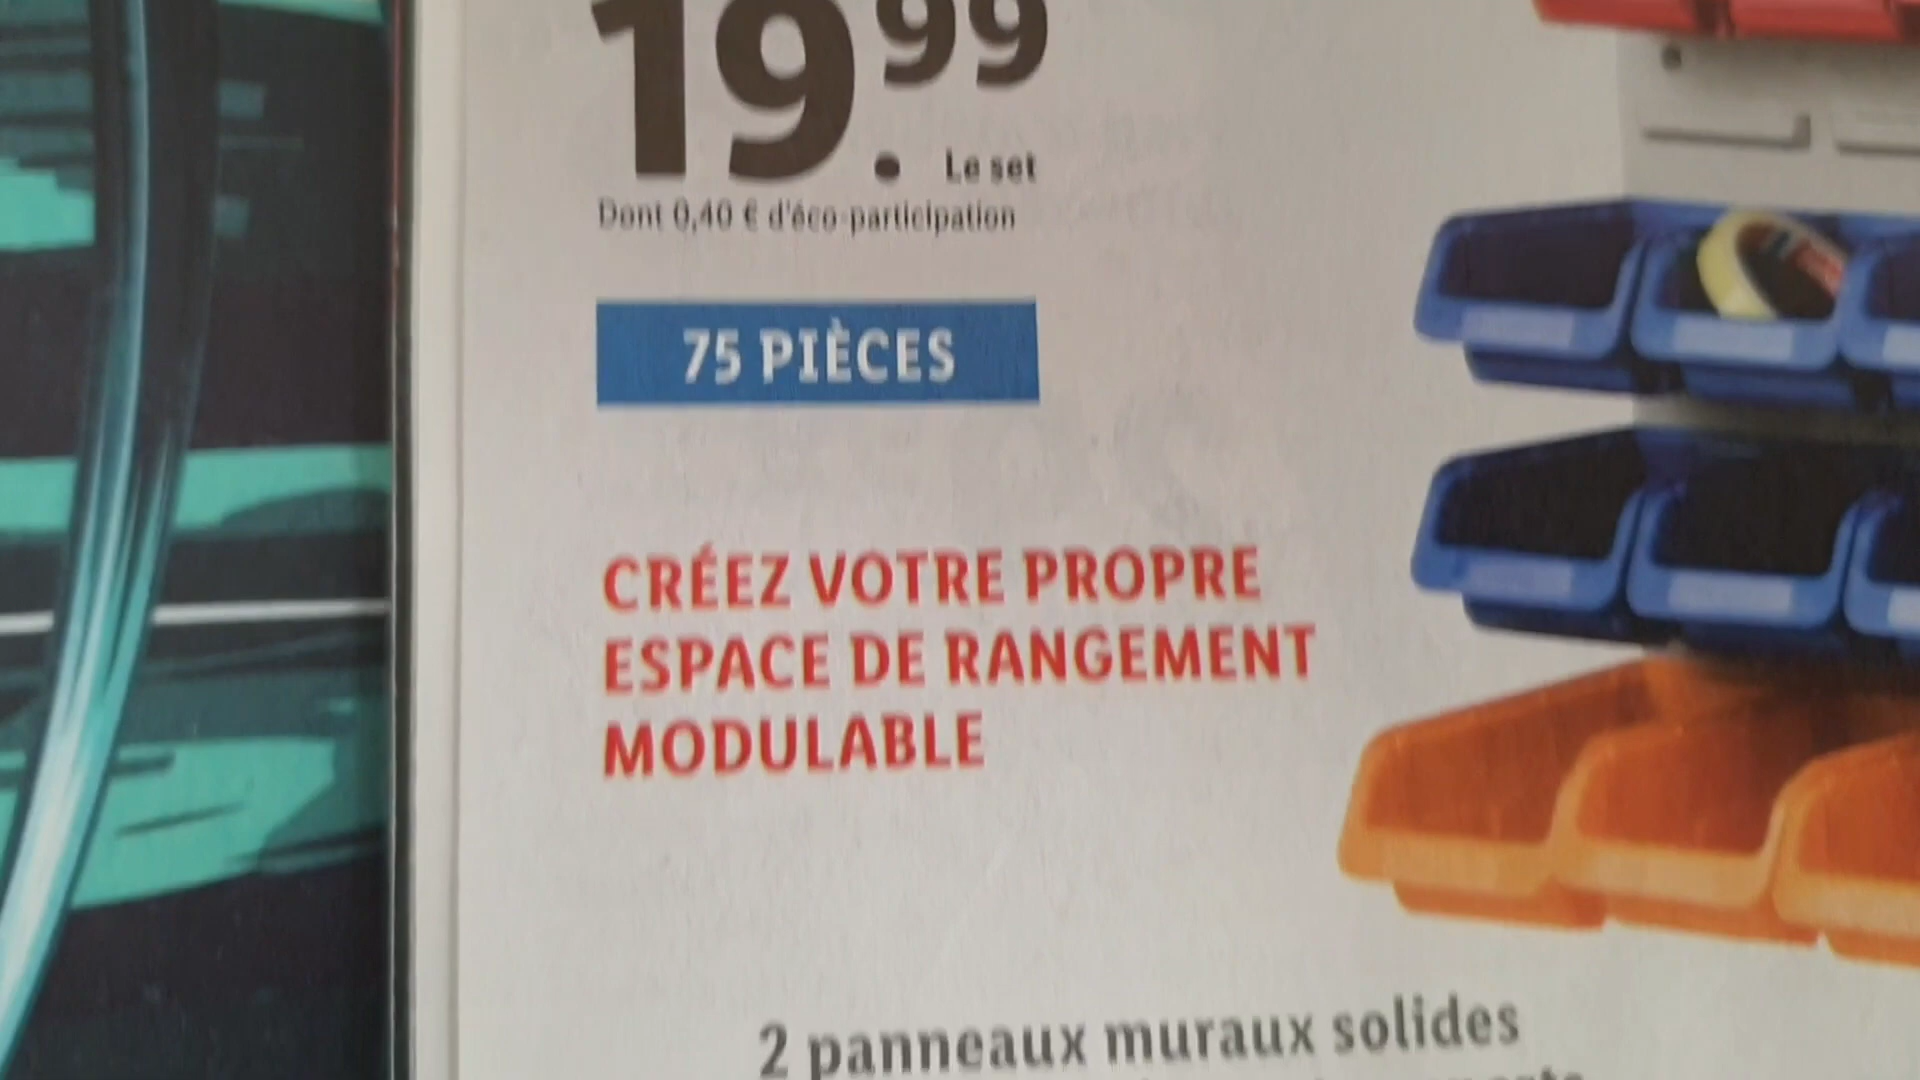 19.99
Le set
Dont 0,40 € d'éco-participation
75 PIÈCES
CRÉEZ VOTRE PROPRE
ESPACE DE RANGEMENT
MODULABLE
2 panneaux muraux solides